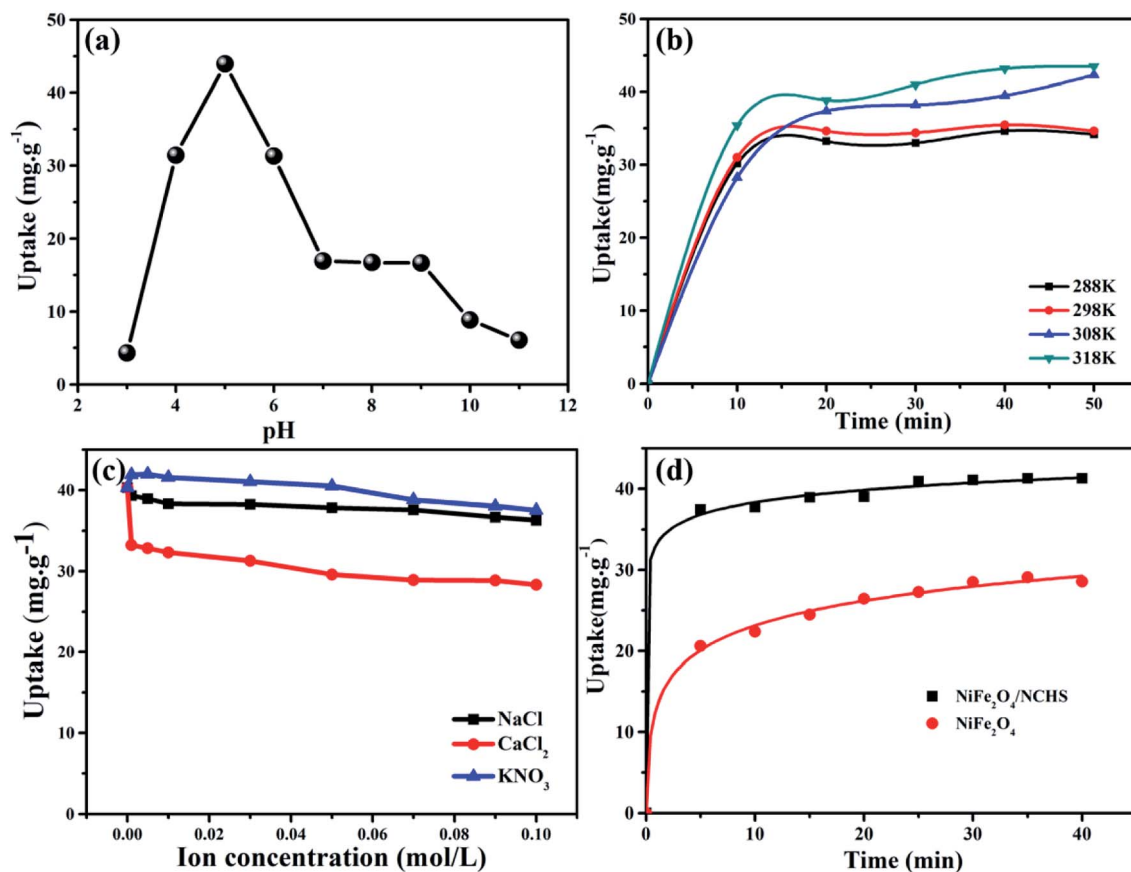 (a)
Uptake (mg.g⁻¹)
50
40
30
20
10
0
2
4
6
8
10
12
pH
(b)
Uptake(mg.g⁻¹)
50
40
30
20
10
0
288K
298K
308K
318K
0
10
20
30
40
50
Time (min)
(c)
Uptake (mg.g⁻¹)
40
30
20
10
0
NaCl
CaCl₂
KNO₃
0.00
0.02
0.04
0.06
0.08
0.10
Ion concentration (mol/L)
(d)
Uptake(mg.g⁻¹)
40
30
20
10
0
NiFe₂O₄/NCHS
NiFe₂O₄
0
10
20
30
40
Time (min)